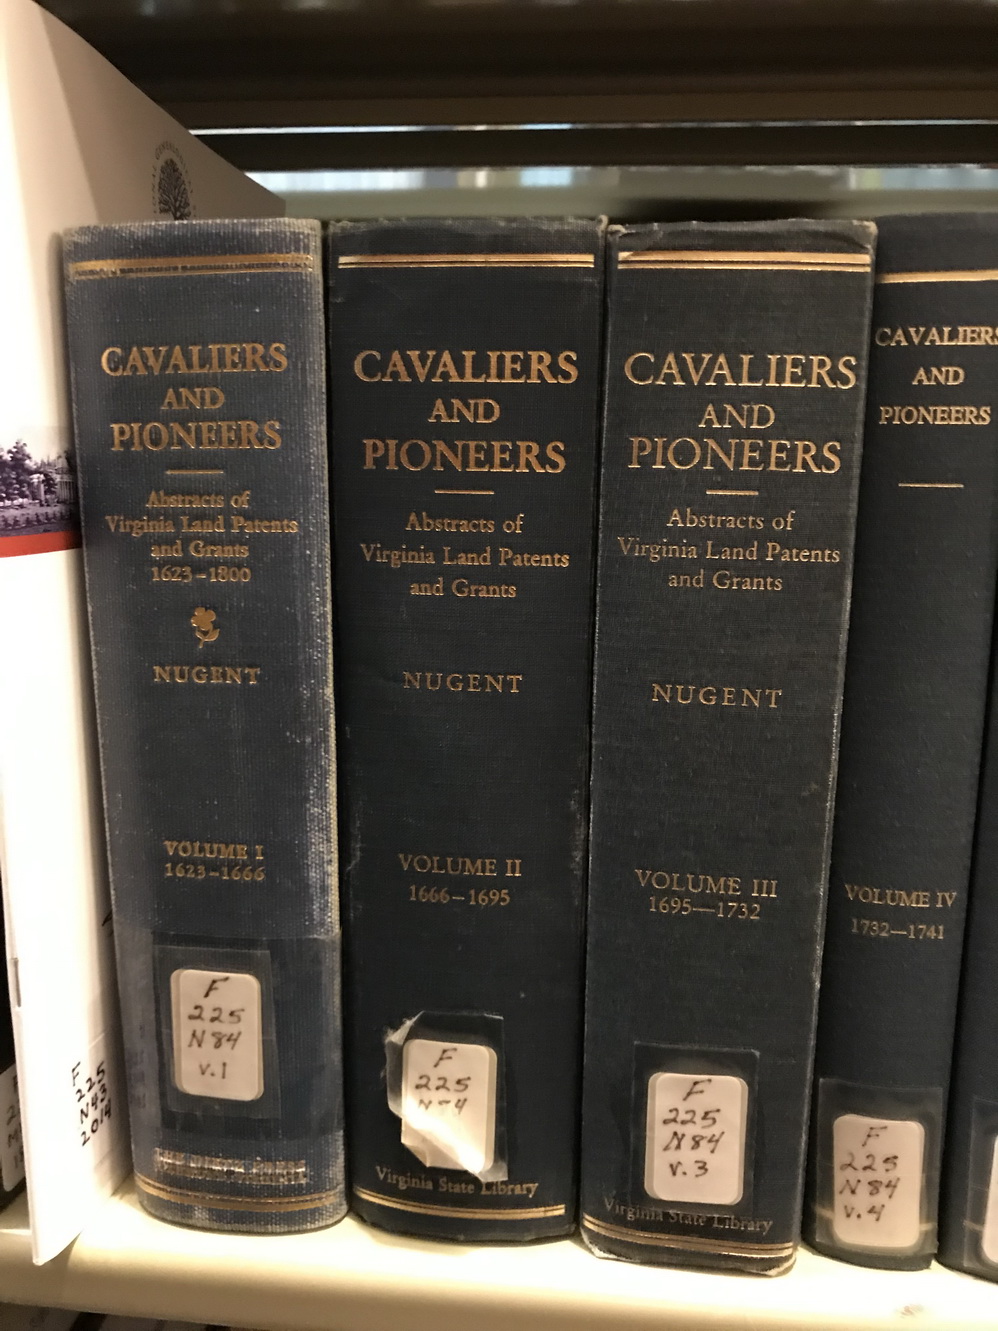 F
225
N43
2014
CAVALIERS
AND
PIONEERS
Abstracts of
Virginia Land Patents
and Grants
1623–1800
NUGENT
VOLUME I
1623–1666
F
225
N84
v.1
CAVALIERS
AND
PIONEERS
Abstracts of
Virginia Land Patents
and Grants
NUGENT
VOLUME II
1666–1695
F
225
Virginia State Library
CAVALIERS
AND
PIONEERS
Abstracts of
Virginia Land Patents
and Grants
NUGENT
VOLUME III
1695—1732
F
225
N84
v.3
Virginia State Library
CAVALIERS
AND
PIONEERS
VOLUME IV
1732—1741
F
225
N84
v.4